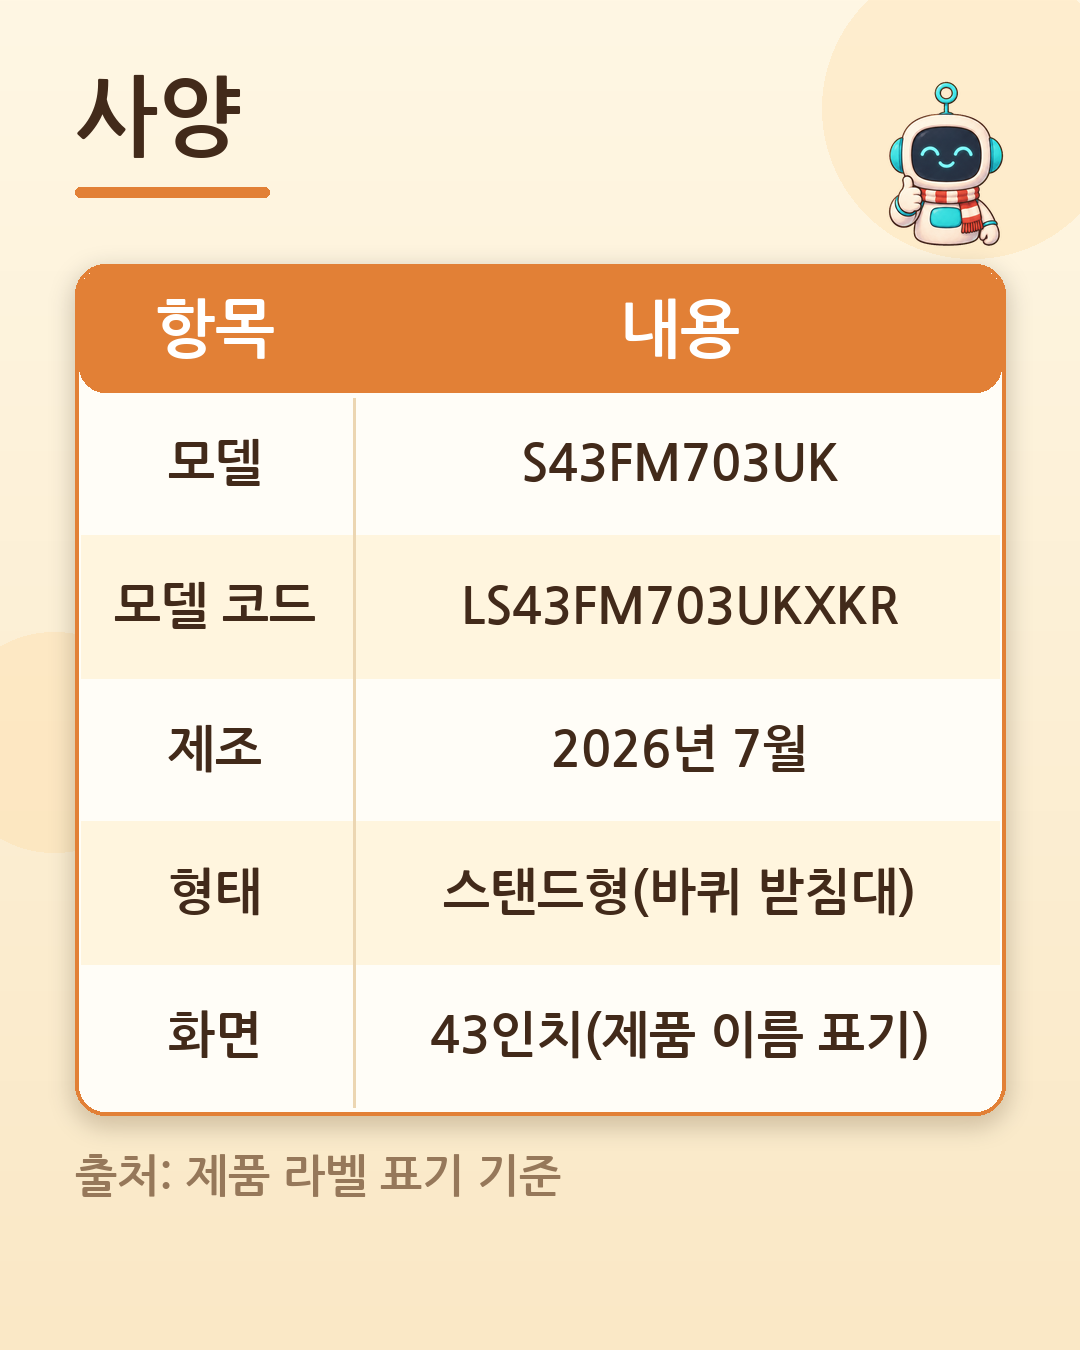 사양
항목 내용
모델 S43FM703UK
모델 코드 LS43FM703UKXKR
제조 2026년 7월
형태 스탠드형(바퀴 받침대)
화면 43인치(제품 이름 표기)
출처: 제품 라벨 표기 기준